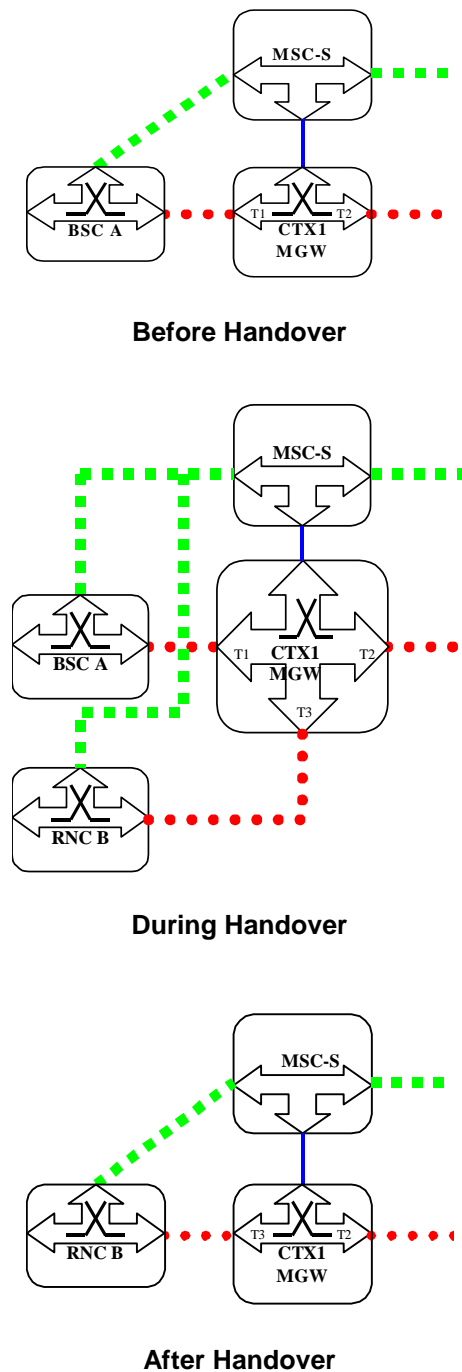 MSC-S
T1 T2
BSC A CTX1
MGW
Before Handover
MSC-S
BSC A T1 CTX1 T2
MGW
T3
RNC B
During Handover
MSC-S
T3 T2
RNC B CTX1
MGW
After Handover